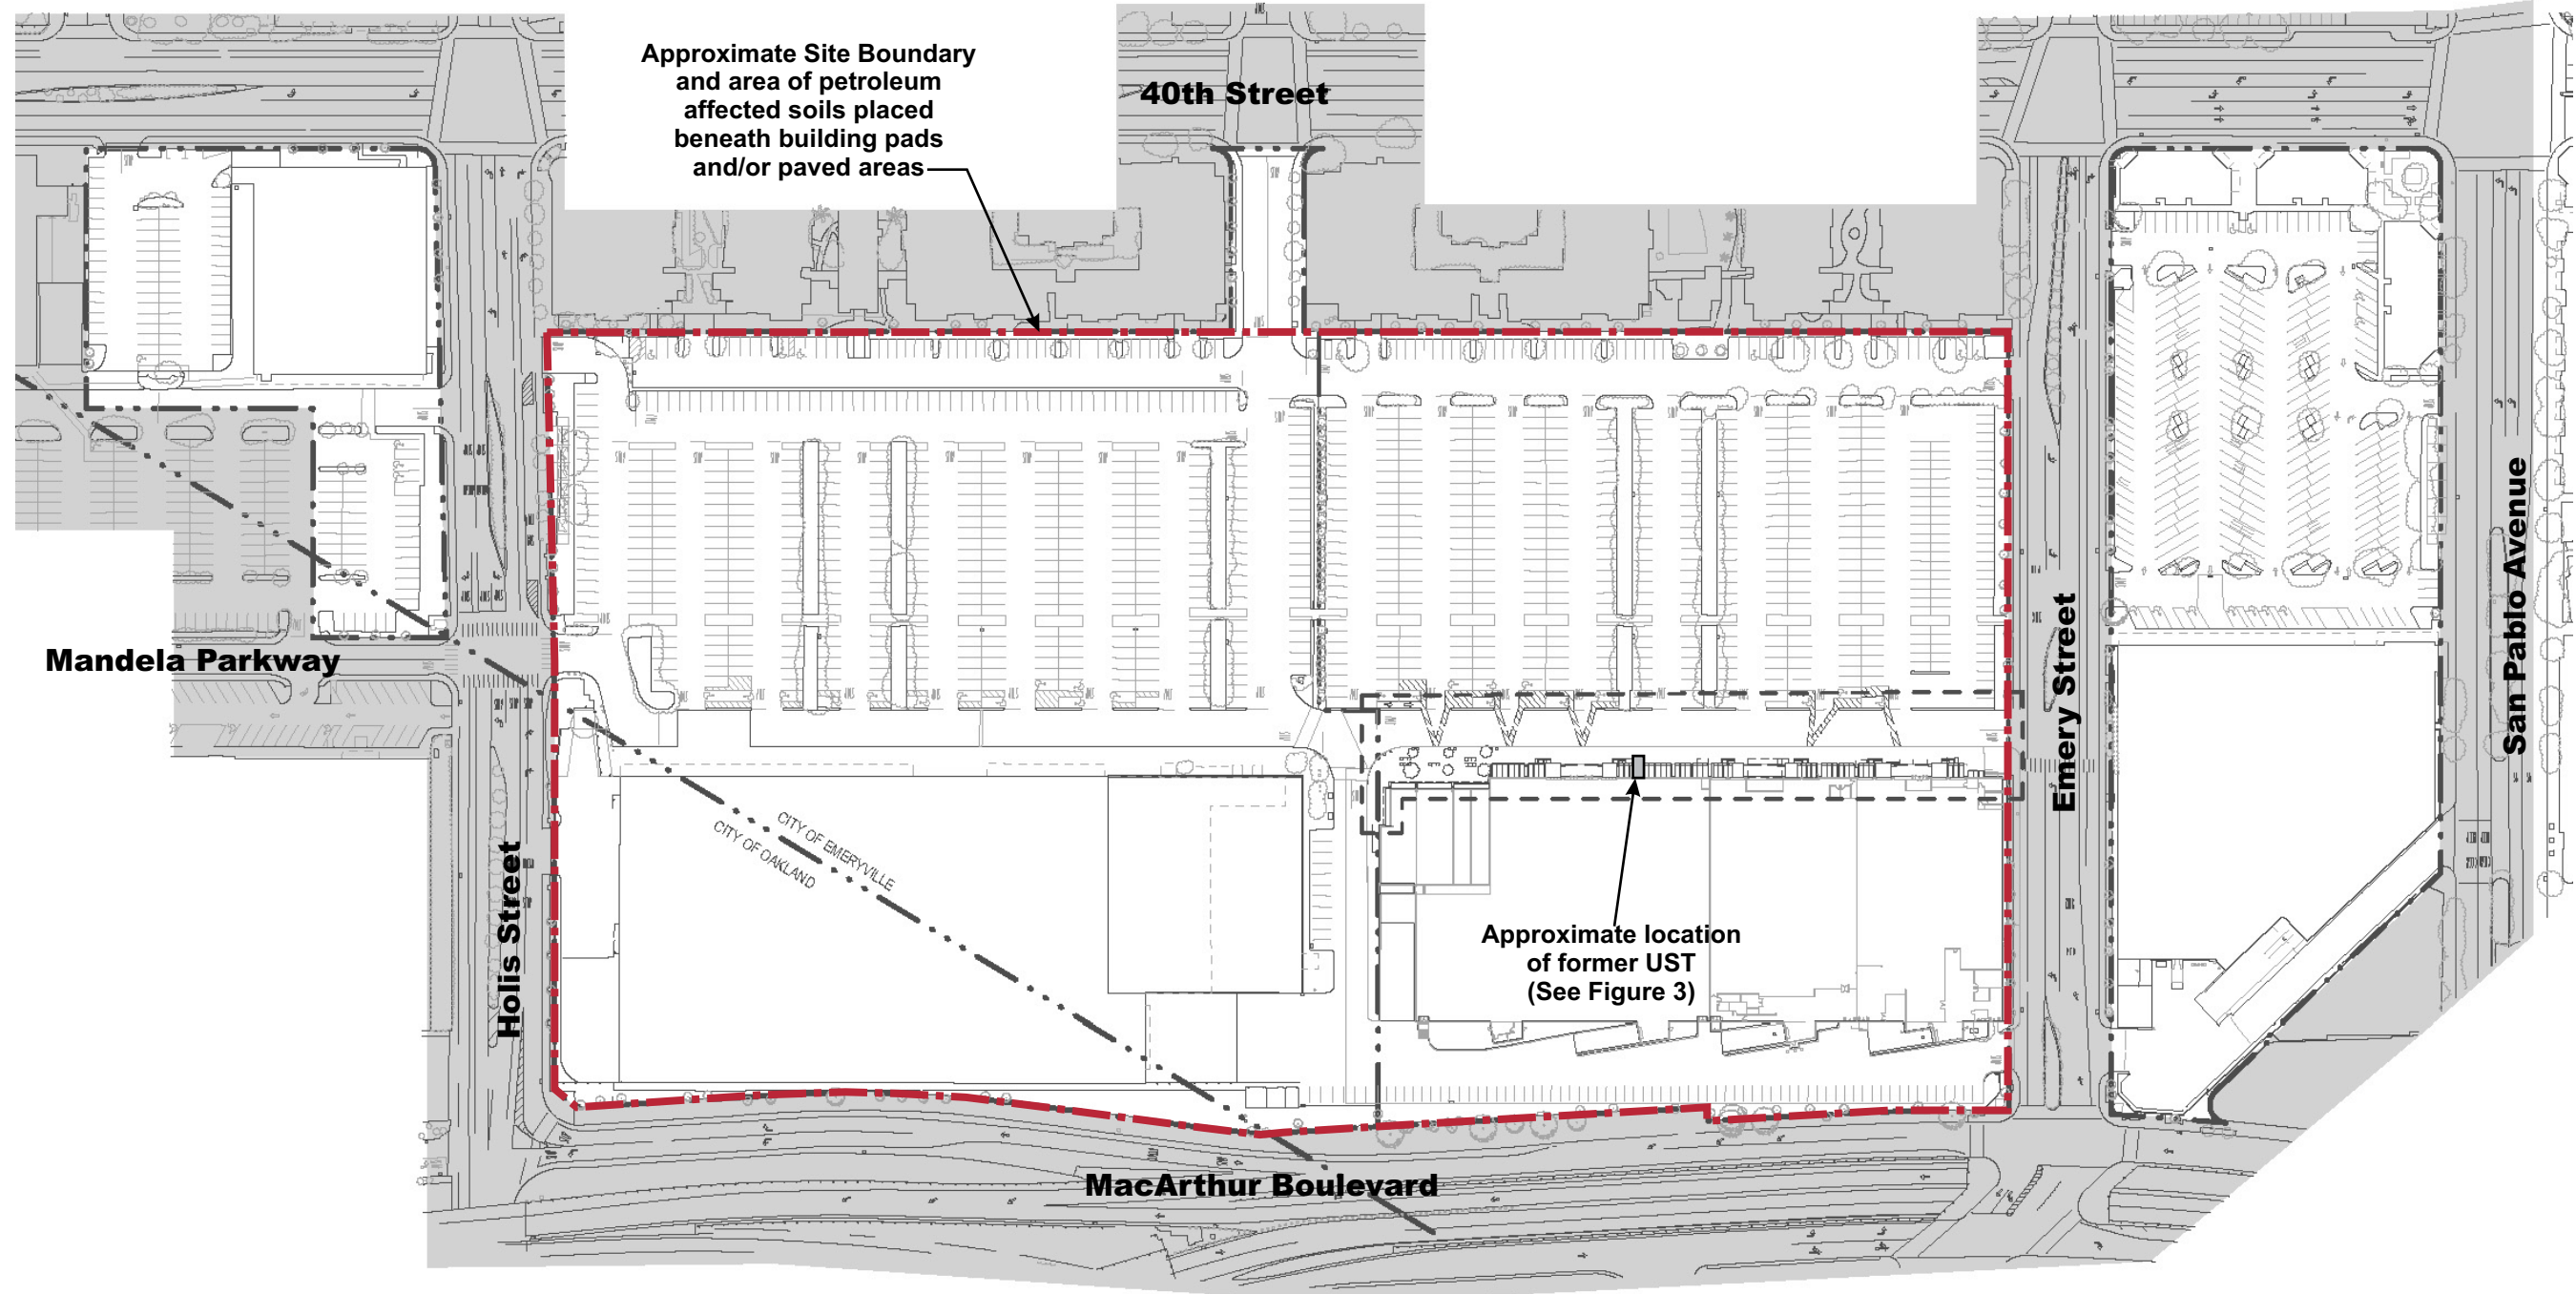 Approximate Site Boundary
and area of petroleum
affected soils placed
beneath building pads
and/or paved areas
40th Street
Mandela Parkway
Holis Street
CITY OF EMERYVILLE
CITY OF OAKLAND
Approximate location
of former UST
(See Figure 3)
Emery Street
San Pablo Avenue
MacArthur Boulevard